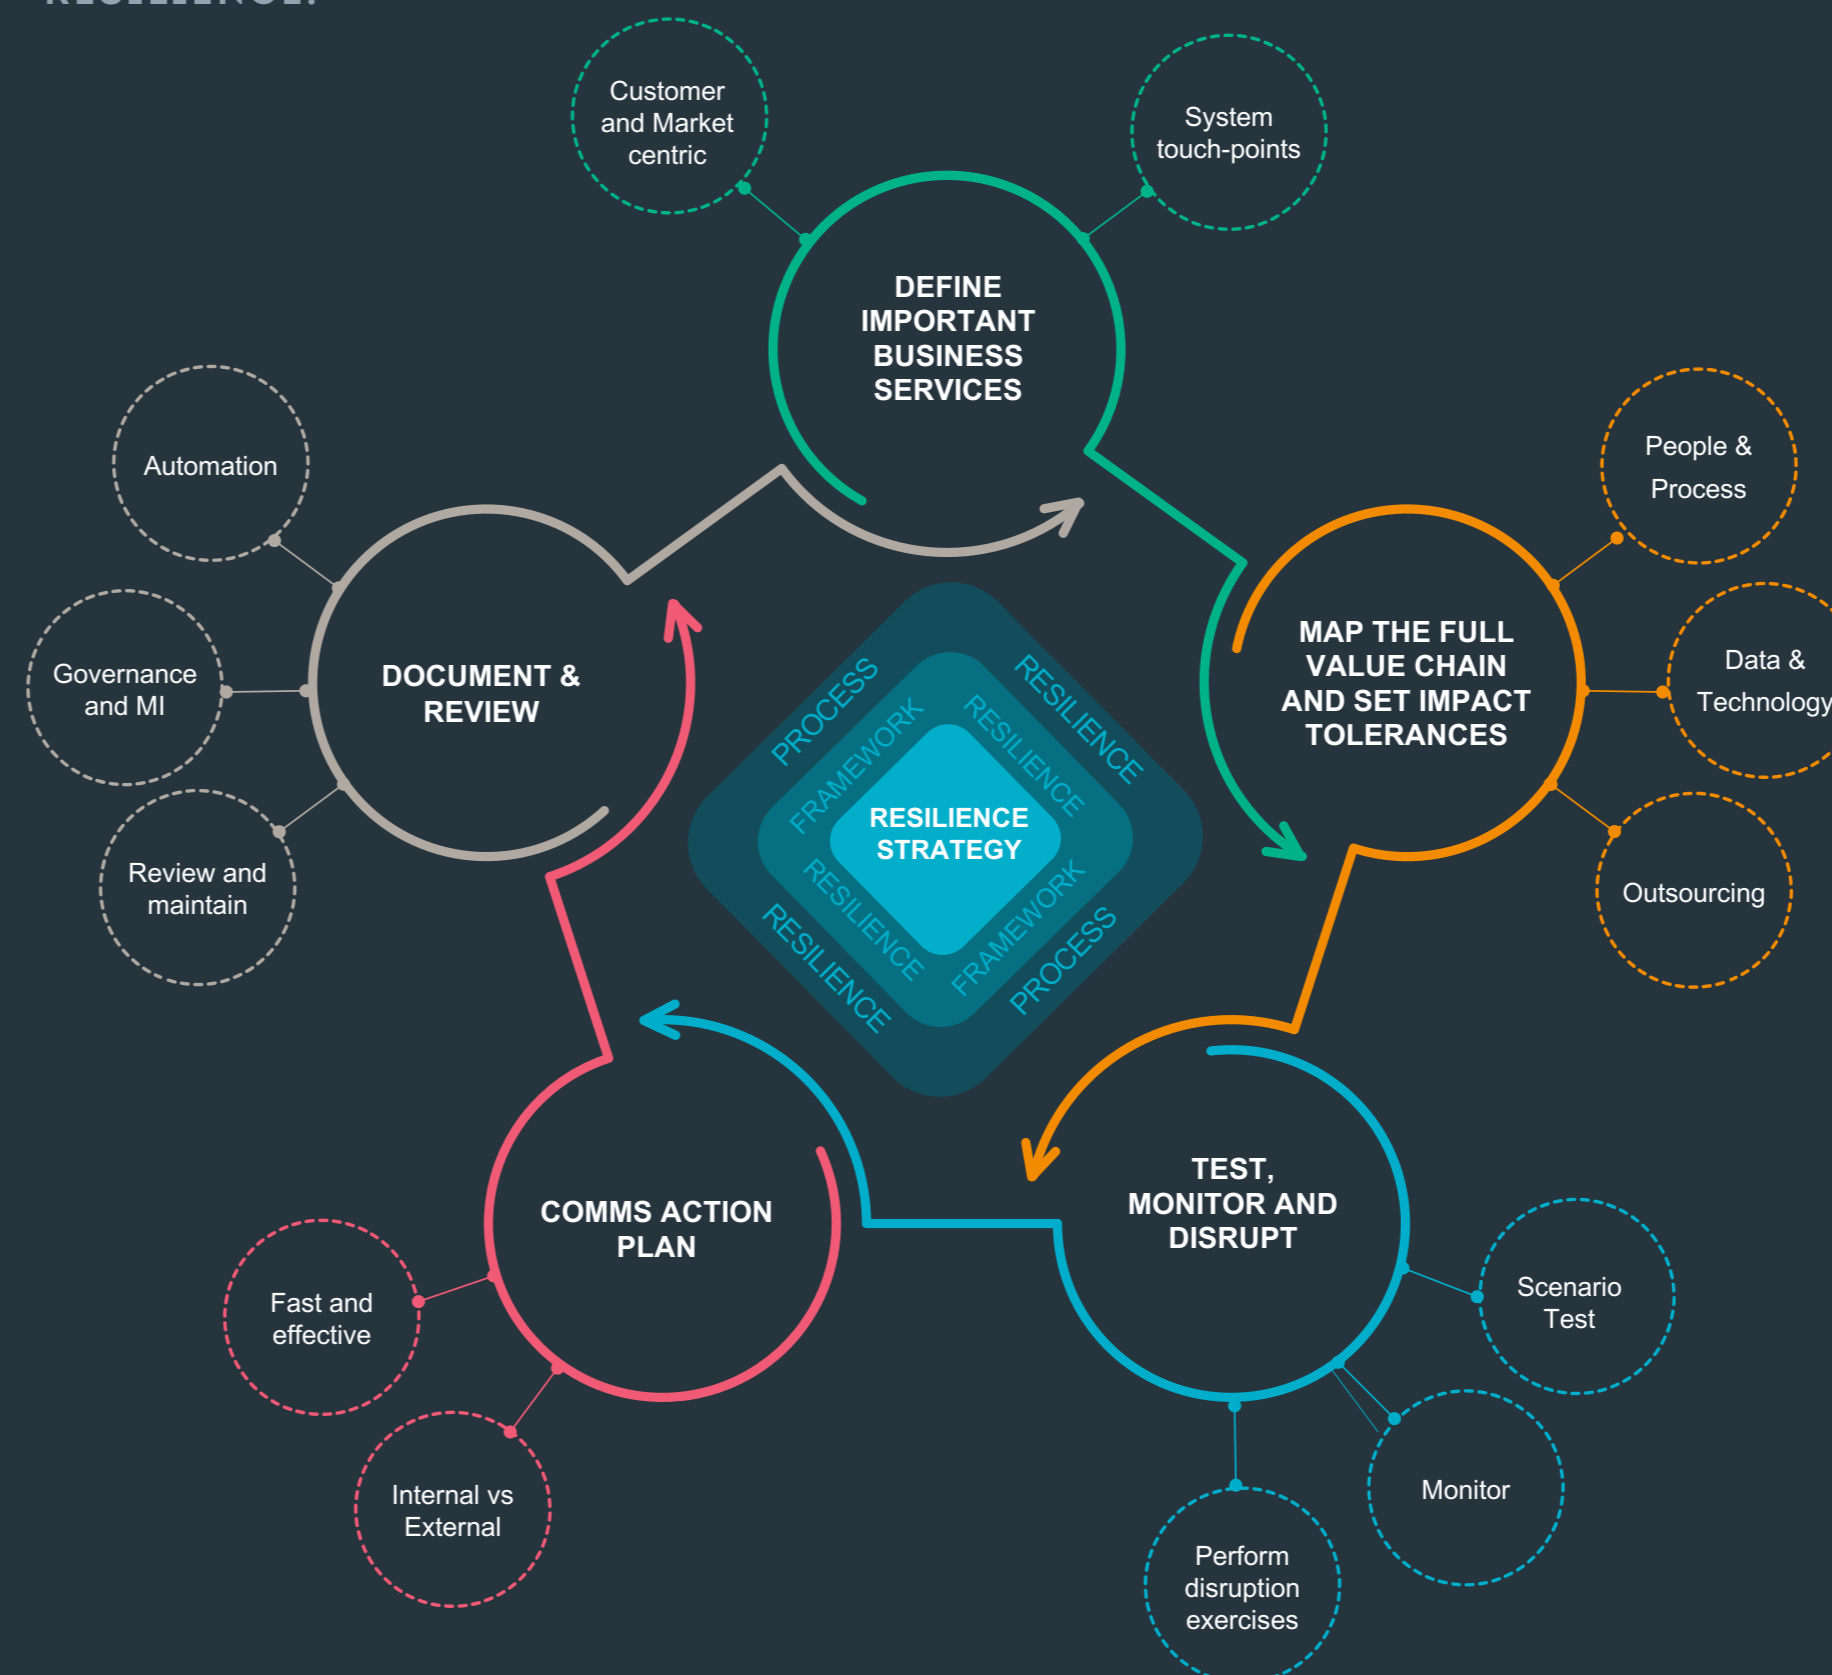 RESILIENCE.
Customer
and Market
centric
System
touch-points
DEFINE
IMPORTANT
BUSINESS
SERVICES
Automation
Governance
and MI
Review and
maintain
DOCUMENT &
REVIEW
People &
Process
Data &
Technology
Outsourcing
MAP THE FULL
VALUE CHAIN
AND SET IMPACT
TOLERANCES
PROCESS
RESILIENCE
FRAMEWORK
RESILIENCE
RESILIENCE
STRATEGY
RESILIENCE
FRAMEWORK
RESILIENCE
PROCESS
COMMS ACTION
PLAN
Fast and
effective
Internal vs
External
TEST,
MONITOR AND
DISRUPT
Scenario
Test
Monitor
Perform
disruption
exercises